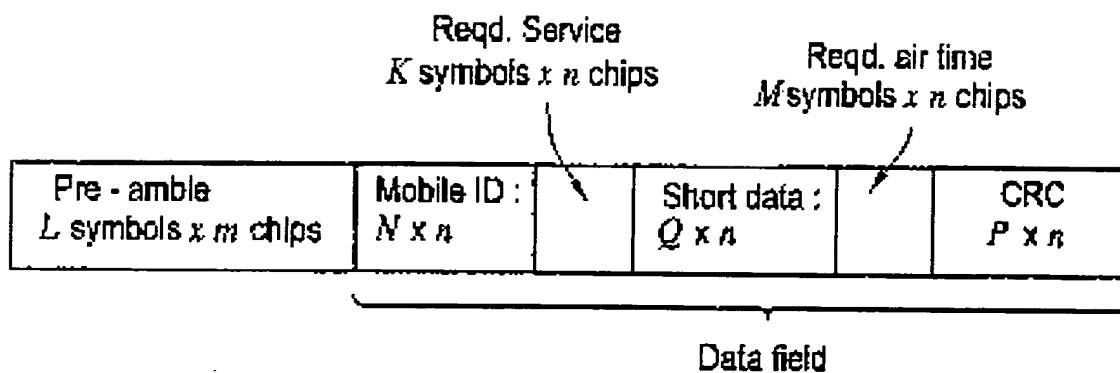 Reqd. Service
K symbols x n chips
Reqd. air time
M symbols x n chips
Pre - amble
L symbols x m chips
Mobile ID :
N x n
Short data :
Q x n
CRC
P x n
Data field